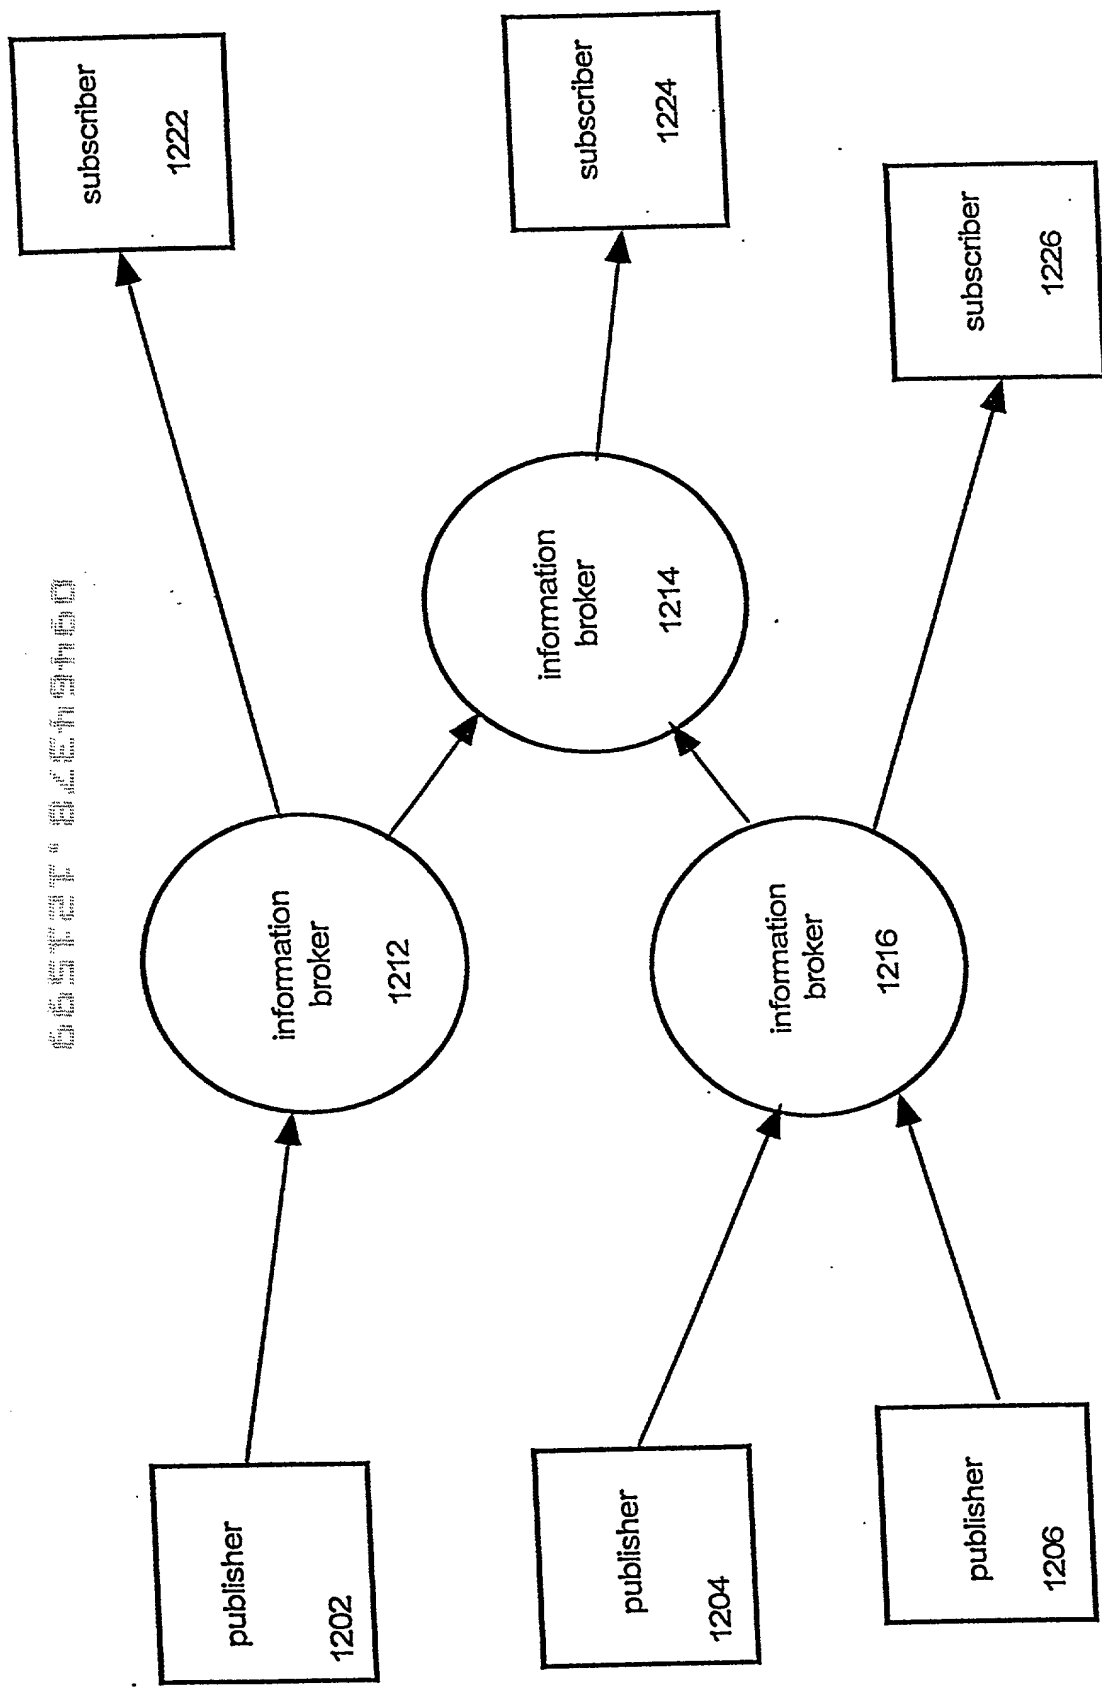 subscriber
1222
subscriber
1224
subscriber
1226
information
broker
1214
information
broker
1212
information
broker
1216
publisher
1202
publisher
1204
publisher
1206